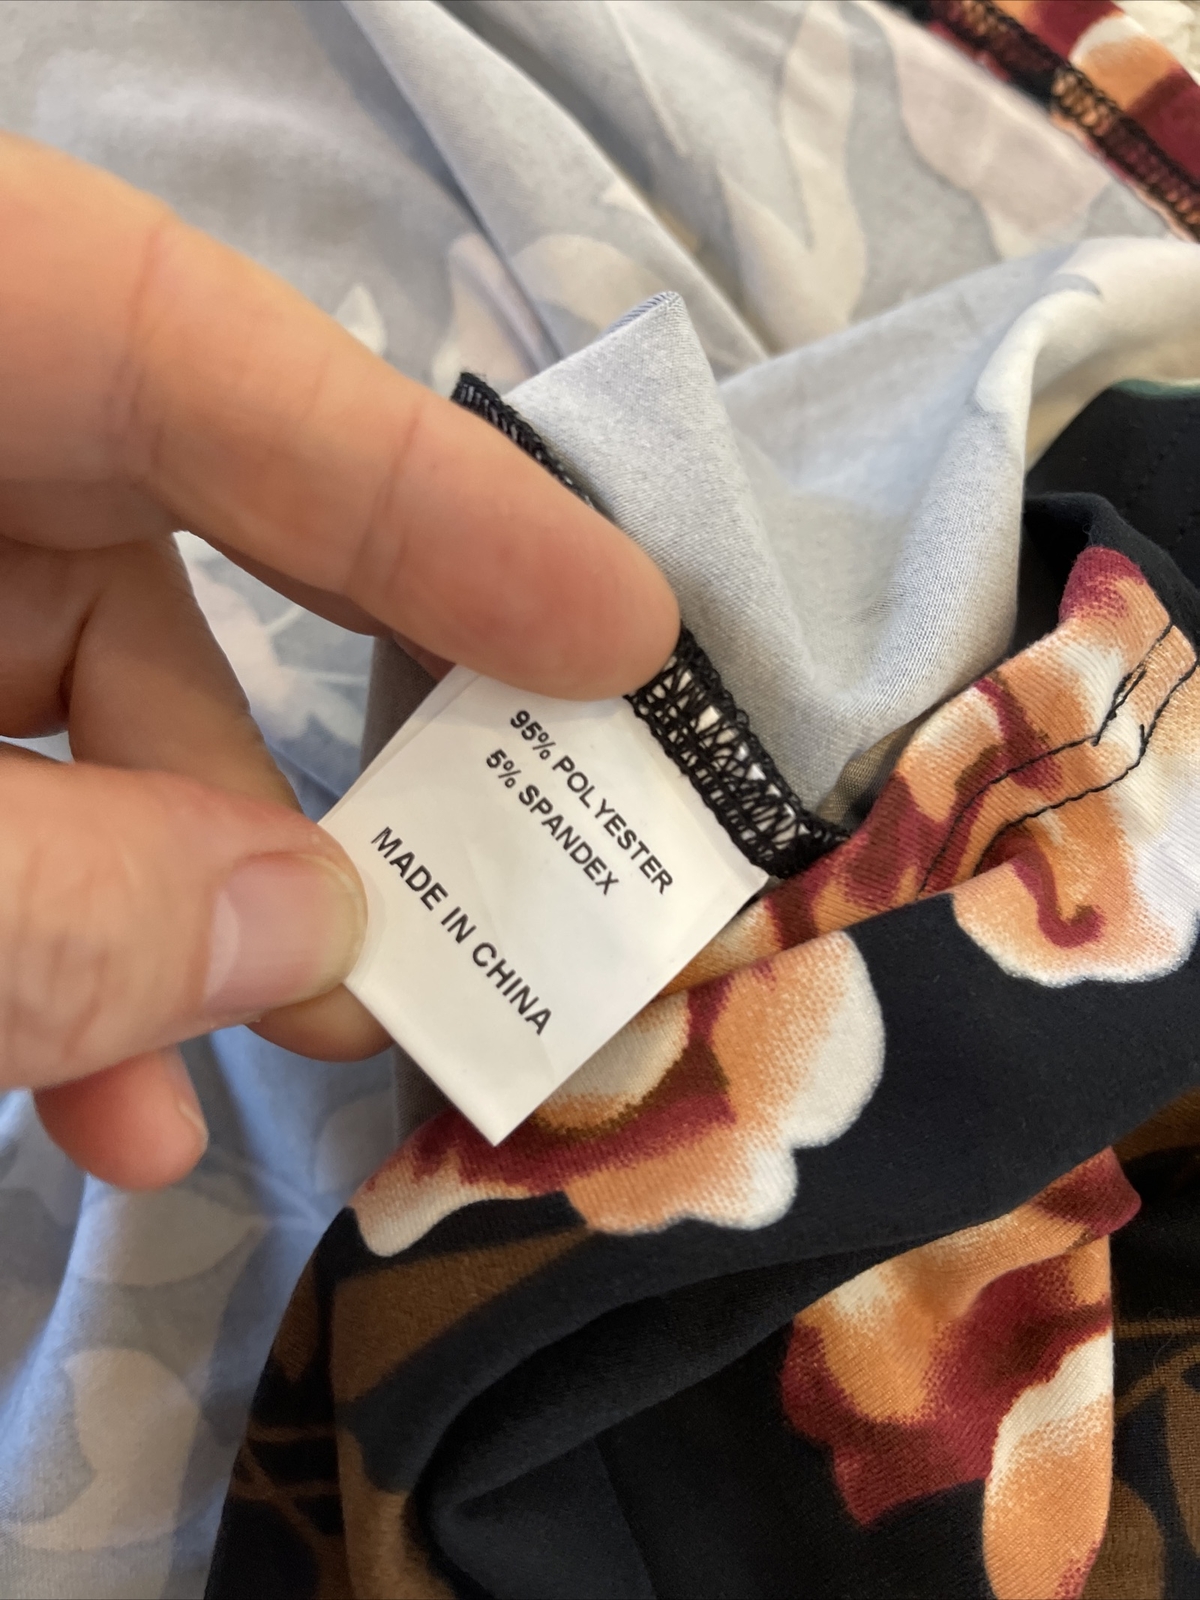 95% POLYESTER
5% SPANDEX
MADE IN CHINA